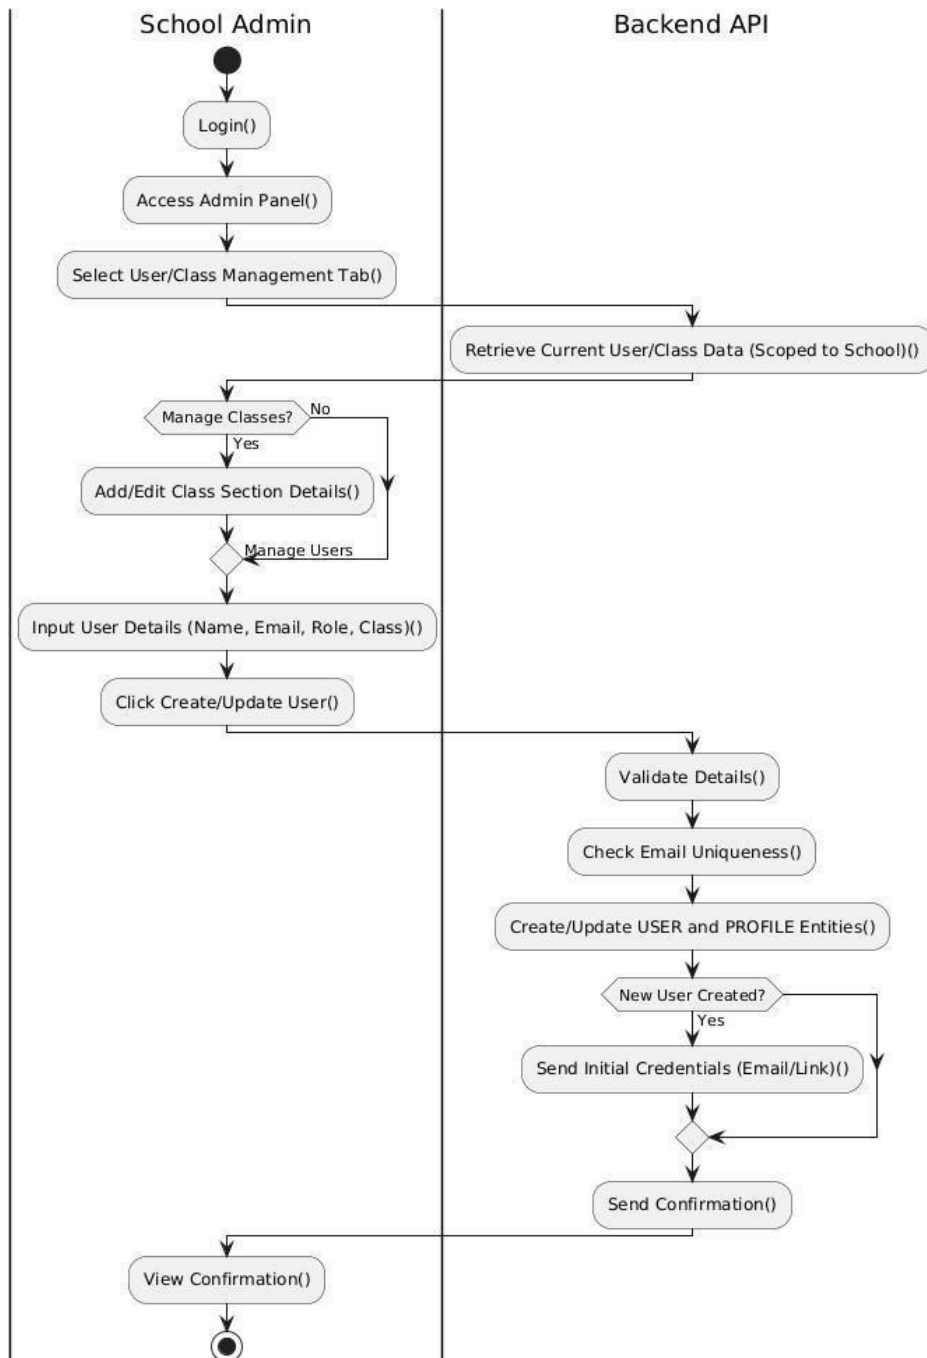 School Admin
Backend API
Login()
Access Admin Panel()
Select User/Class Management Tab()
Retrieve Current User/Class Data (Scoped to School)()
Manage Classes?
No
Yes
Add/Edit Class Section Details()
Manage Users
Input User Details (Name, Email, Role, Class)()
Click Create/Update User()
Validate Details()
Check Email Uniqueness()
Create/Update USER and PROFILE Entities()
New User Created?
Yes
Send Initial Credentials (Email/Link)()
Send Confirmation()
View Confirmation()